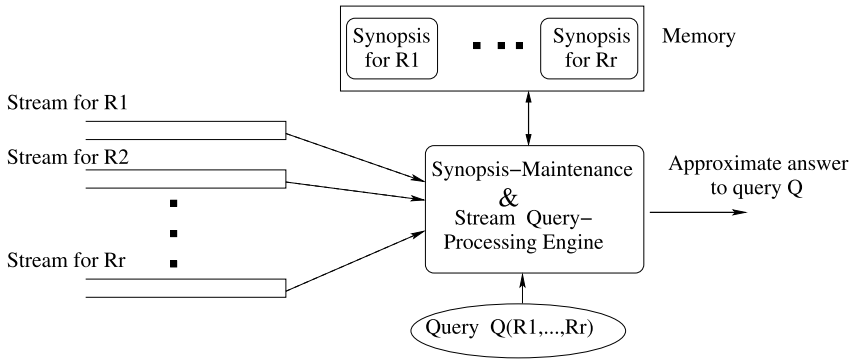 Synopsis
for R1
Synopsis
for Rr
Memory
Stream for R1
Stream for R2
Stream for Rr
Synopsis−Maintenance
&
Stream Query−
Processing Engine
Approximate answer
to query Q
Query Q(R1,...,Rr)